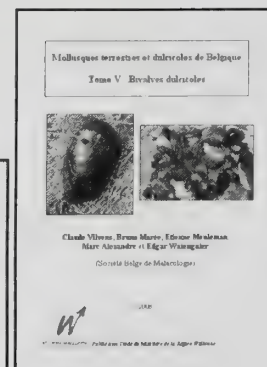 Mollusques terrestres et dulcicoles de Belgique
Tome V Bivalves dulcicoles
Claude Vilvens, Bruno Marée, Etienne Meuleman
Marc Alexandre et Edgar Waiengnier
(Société Belge de Malacologie)